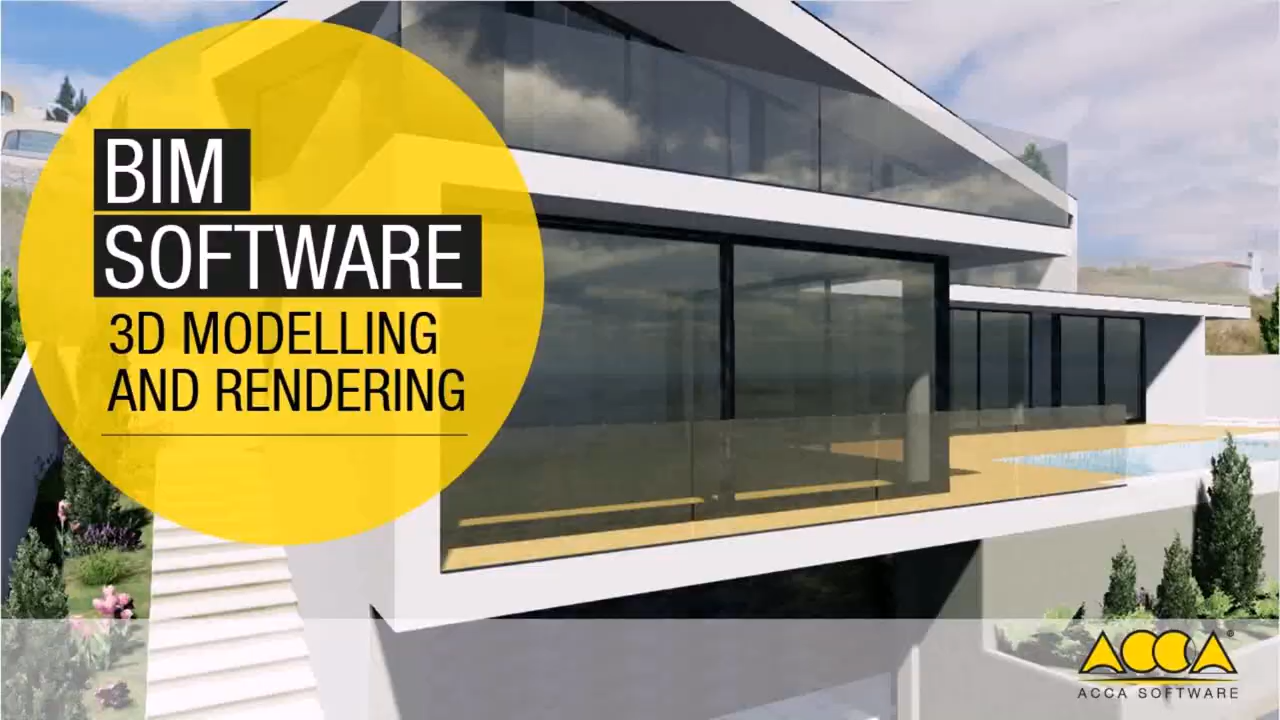 BIM
SOFTWARE
3D MODELLING
AND RENDERING
ACCA®
ACCA SOFTWARE